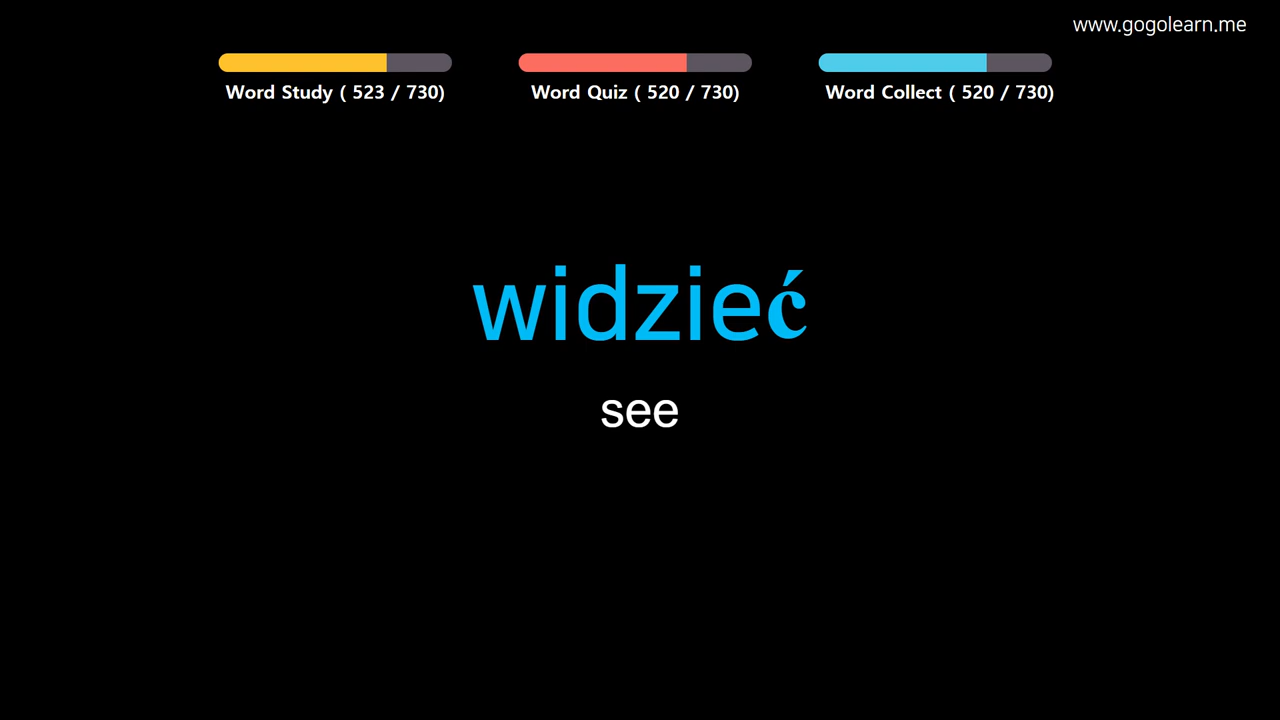 www.gogolearn.me
Word Study ( 523 / 730)
Word Quiz ( 520 / 730)
Word Collect ( 520 / 730)
widzieć
see